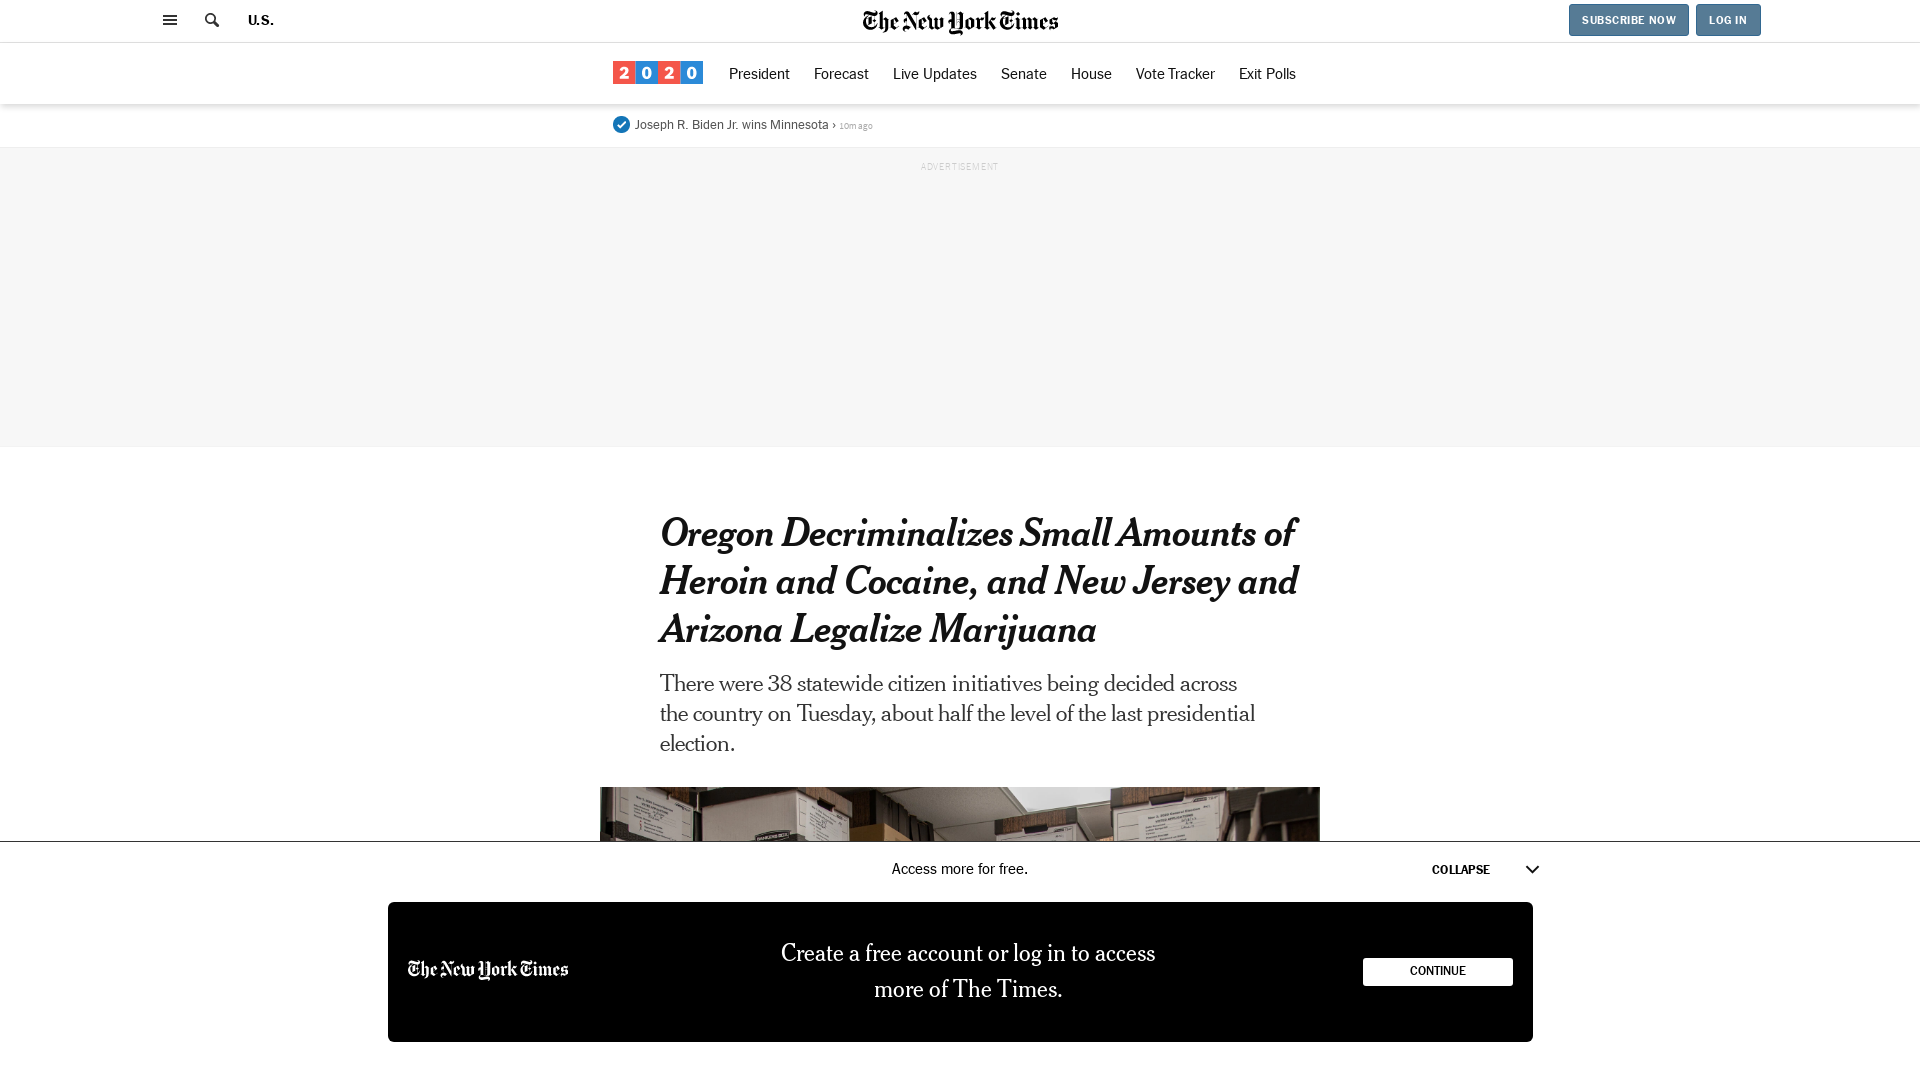 U.S.
The New York Times
SUBSCRIBE NOW
LOG IN
2020
President
Forecast
Live Updates
Senate
House
Vote Tracker
Exit Polls
Joseph R. Biden Jr. wins Minnesota › 10m ago
ADVERTISEMENT
Oregon Decriminalizes Small Amounts of
Heroin and Cocaine, and New Jersey and
Arizona Legalize Marijuana
There were 38 statewide citizen initiatives being decided across
the country on Tuesday, about half the level of the last presidential
election.
Access more for free.
COLLAPSE
The New York Times
Create a free account or log in to access
more of The Times.
CONTINUE